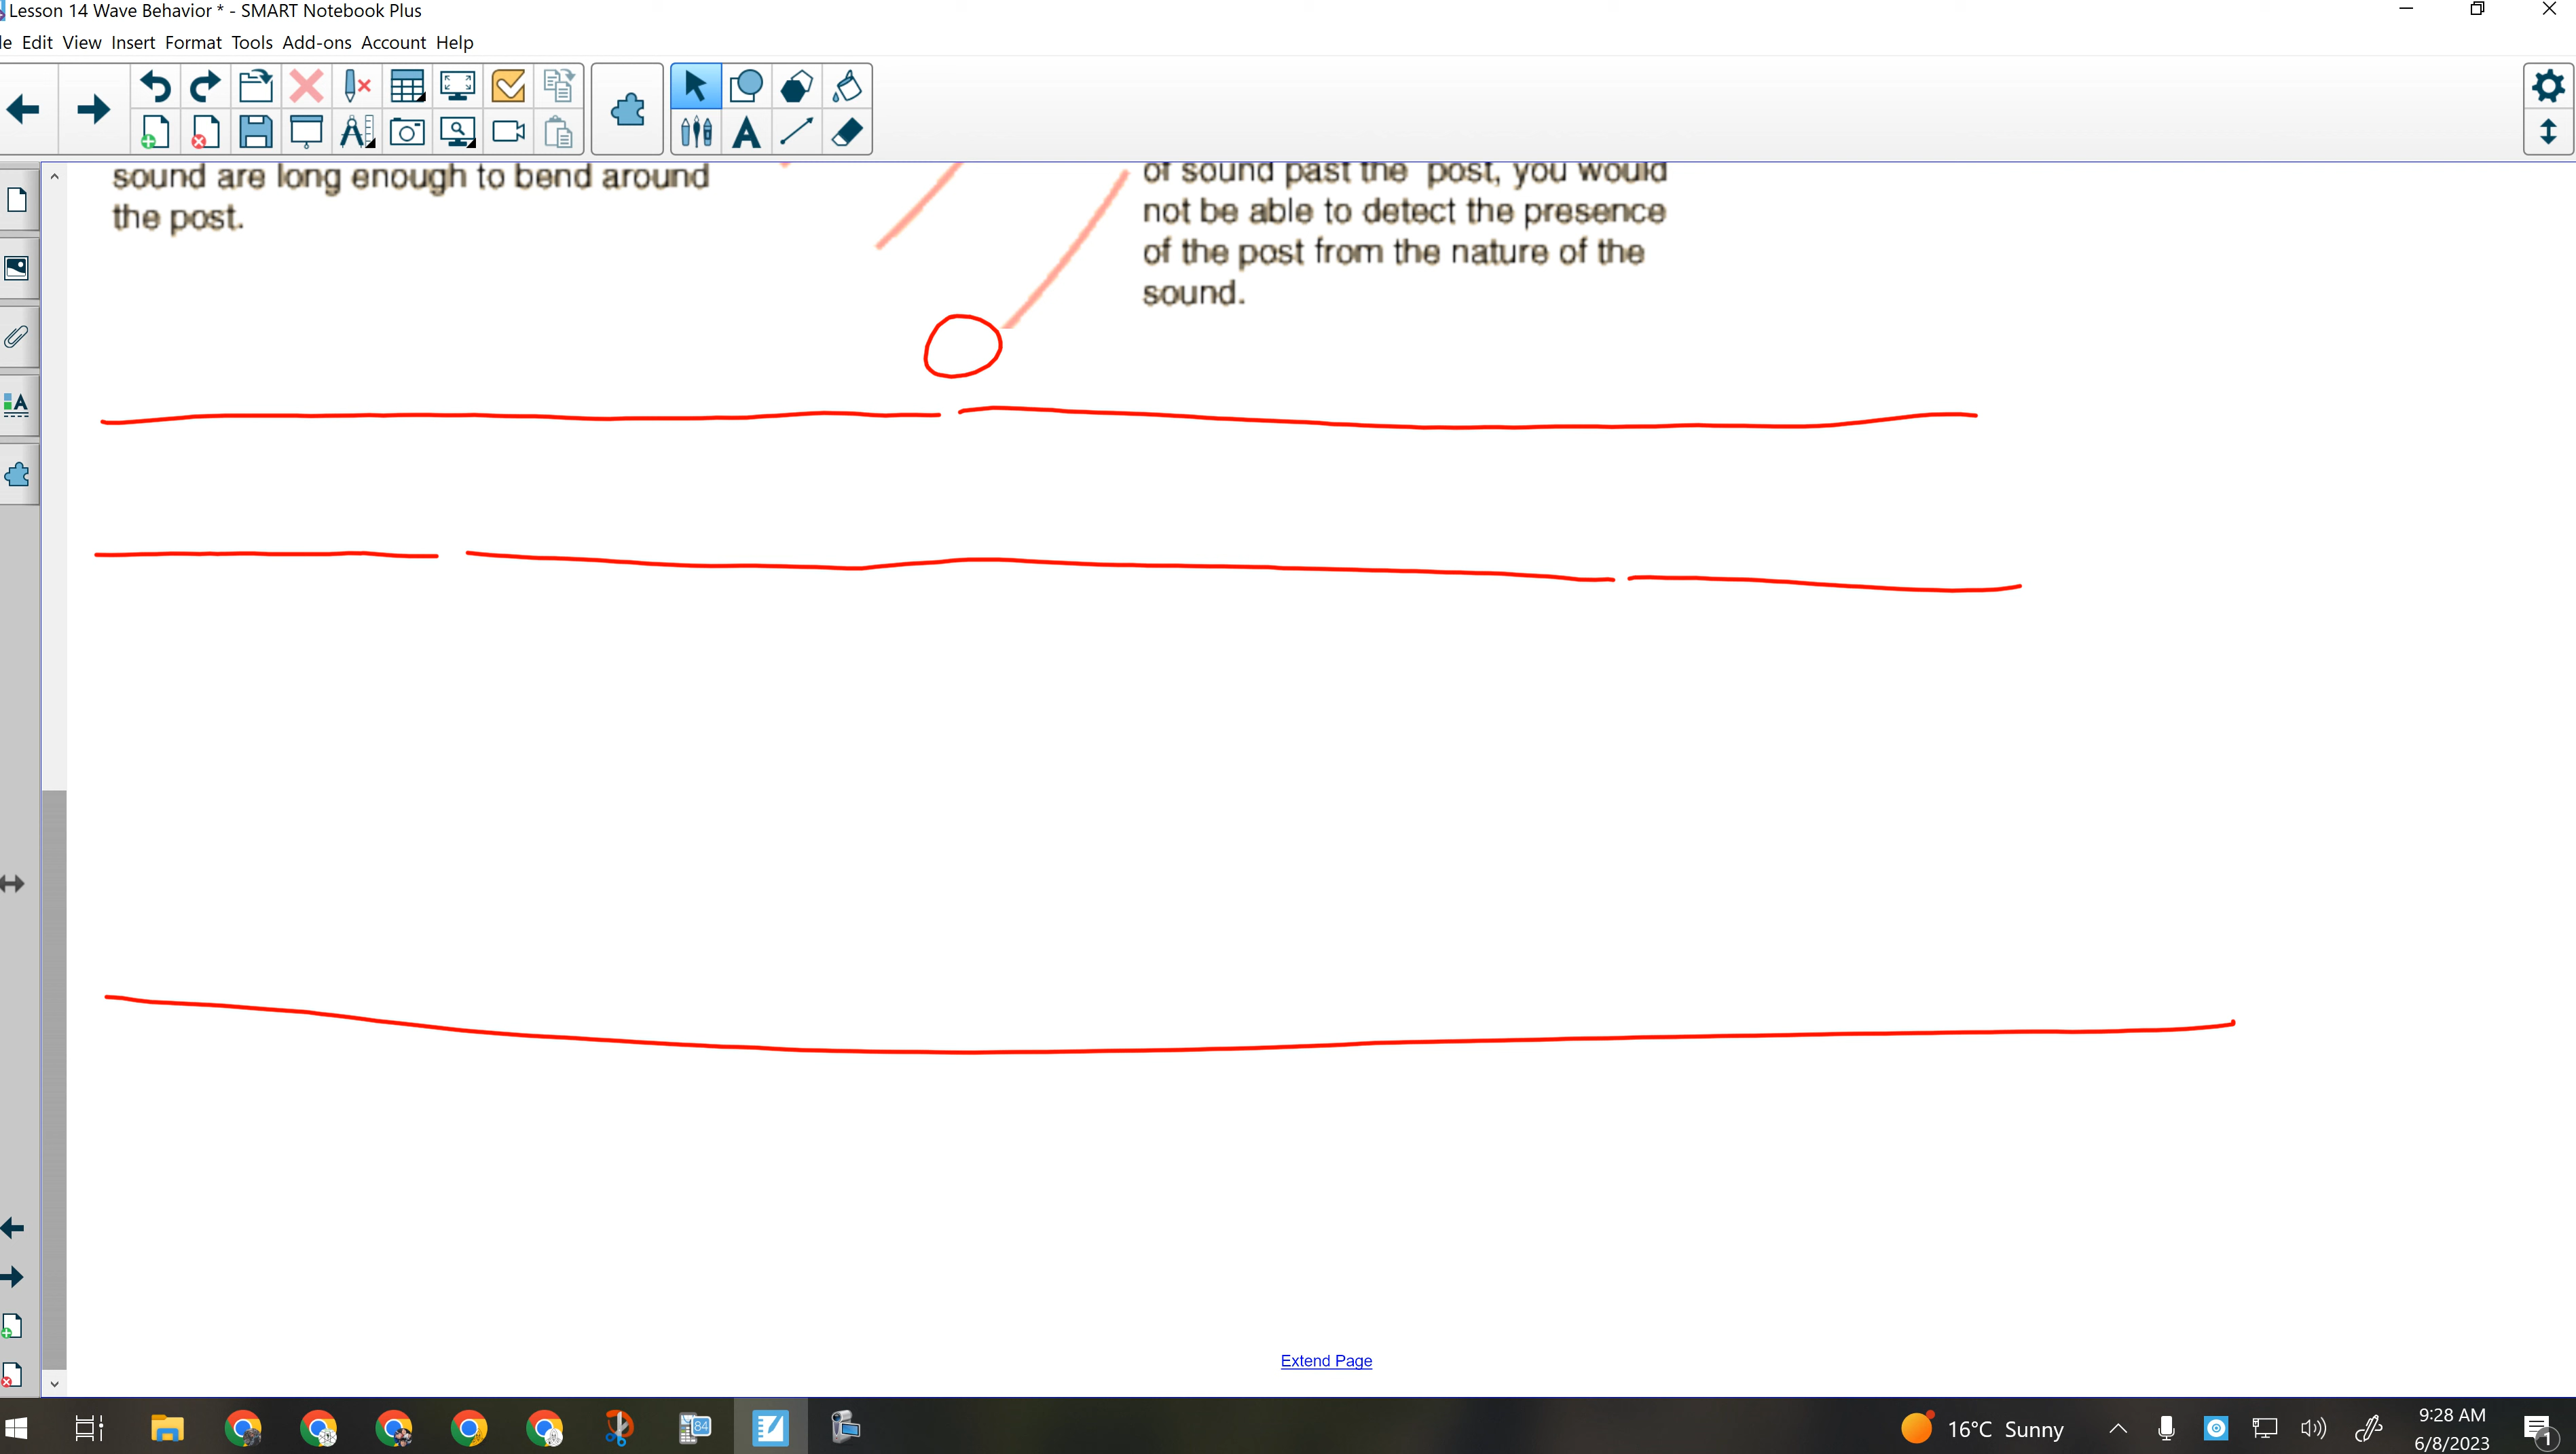 Lesson 14 Wave Behavior * - SMART Notebook Plus
le Edit View Insert Format Tools Add-ons Account Help
sound are long enough to bend around
the post.
of sound past the post, you would
not be able to detect the presence
of the post from the nature of the
sound.
Extend Page
84
16°C Sunny
9:28 AM
6/8/2023
1